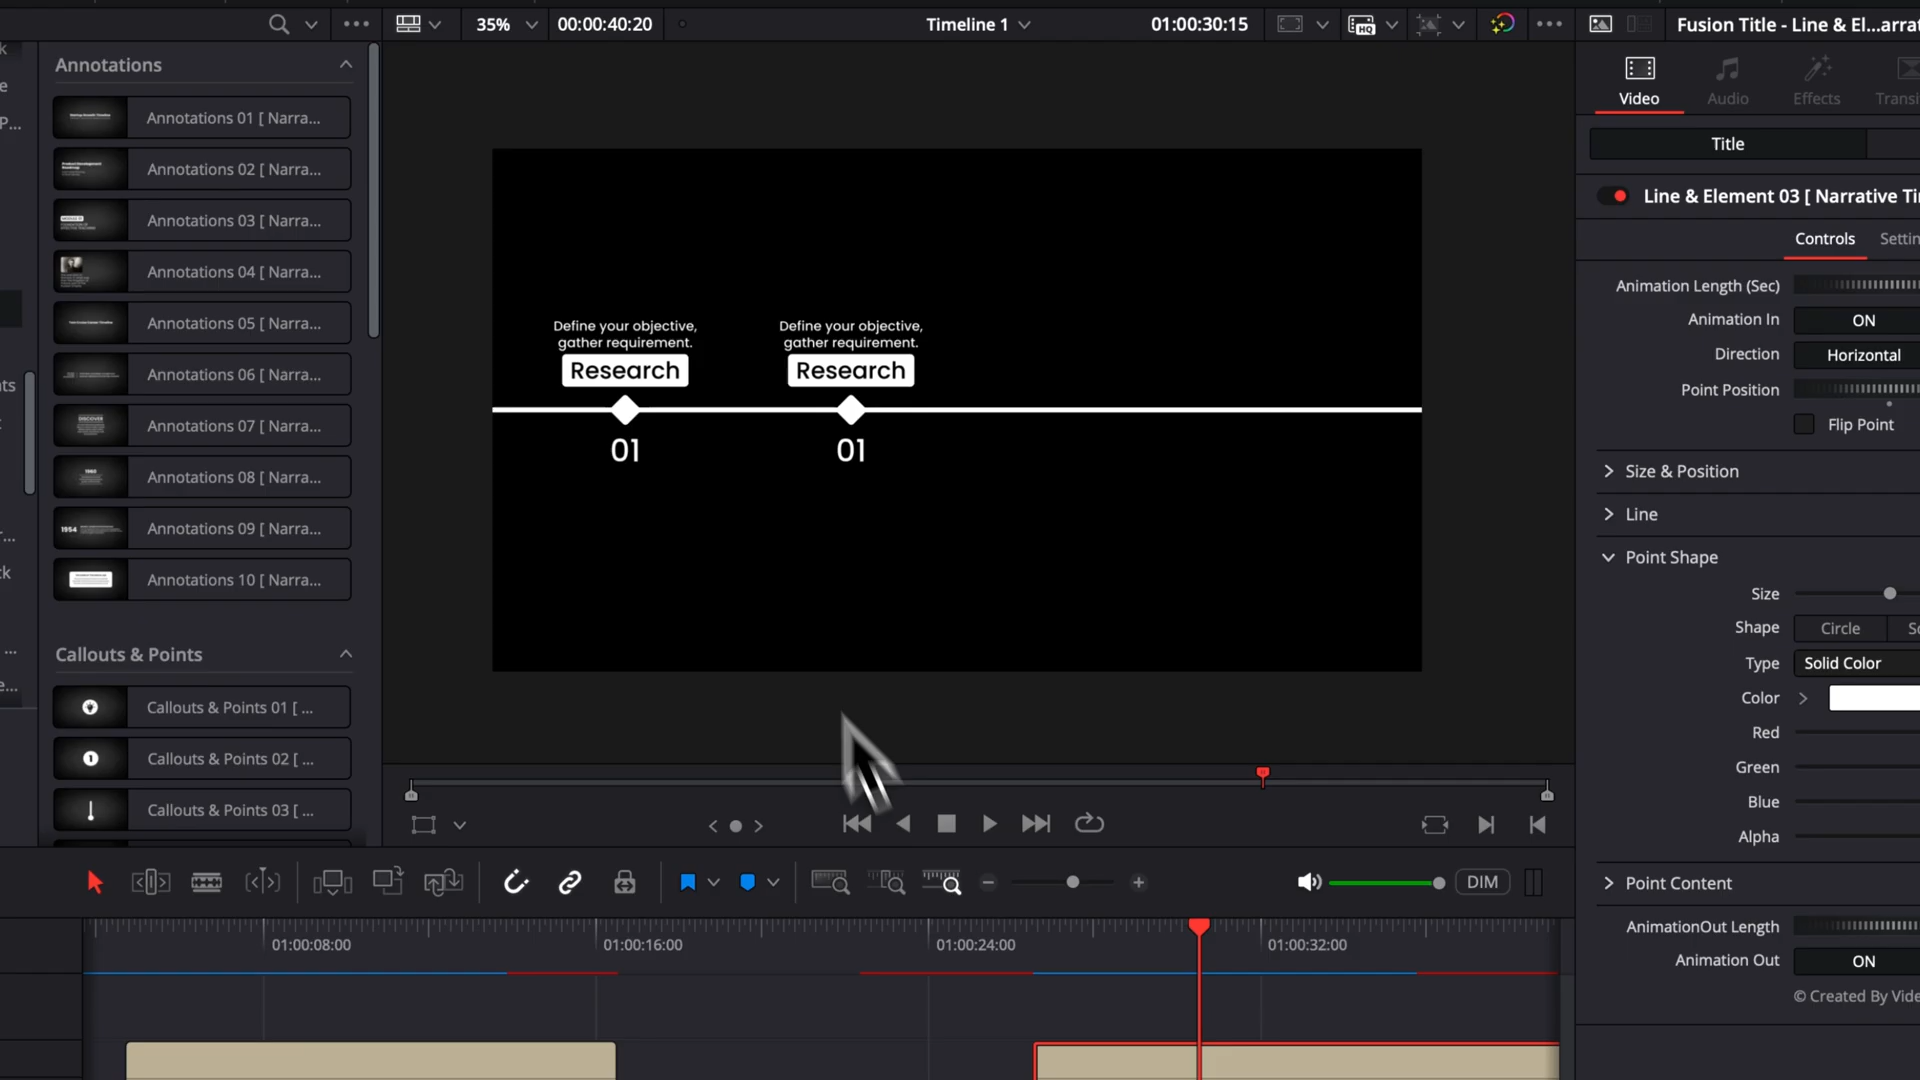 35%
00:00:40:20
Timeline 1
01:00:30:15
HQ
Fusion Title - Line & El...arrat
Annotations
Annotations 01 [ Narra...
Annotations 02 [ Narra...
Annotations 03 [ Narra...
Annotations 04 [ Narra...
Annotations 05 [ Narra...
Annotations 06 [ Narra...
Annotations 07 [ Narra...
Annotations 08 [ Narra...
Annotations 09 [ Narra...
Annotations 10 [ Narra...
Callouts & Points
Callouts & Points 01 [ ...
Callouts & Points 02 [ ...
Callouts & Points 03 [ ...
Define your objective,
gather requirement.
Research
01
Define your objective,
gather requirement.
Research
01
Video
Audio
Effects
Transi
Title
Line & Element 03 [ Narrative Ti
Controls
Settin
Animation Length (Sec)
Animation In
ON
Direction
Horizontal
Point Position
Flip Point
Size & Position
Line
Point Shape
Size
Shape
Circle
Type
Solid Color
Color
Red
Green
Blue
Alpha
Point Content
AnimationOut Length
Animation Out
ON
© Created By Vide
DIM
01:00:08:00
01:00:16:00
01:00:24:00
01:00:32:00